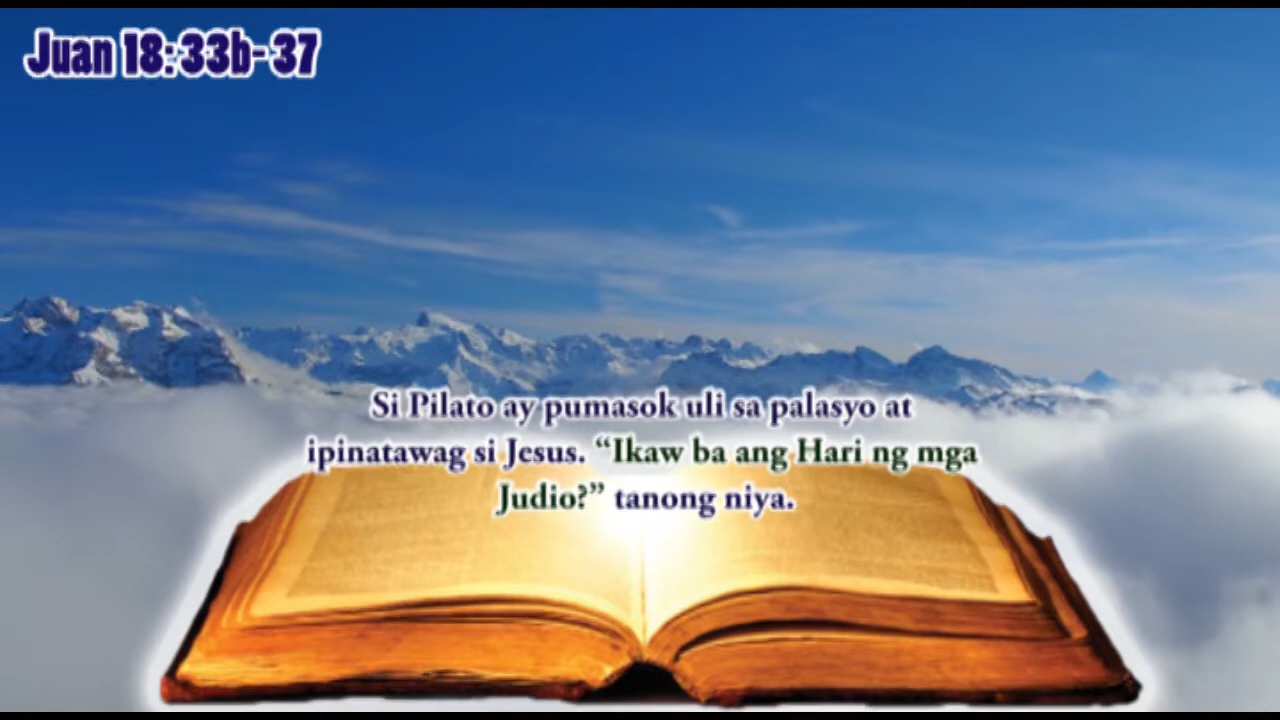 Juan 18:33b-37
Si Pilato ay pumasok uli sa palasyo at
ipinatawag si Jesus. “Ikaw ba ang Hari ng mga
Judio?” tanong niya.